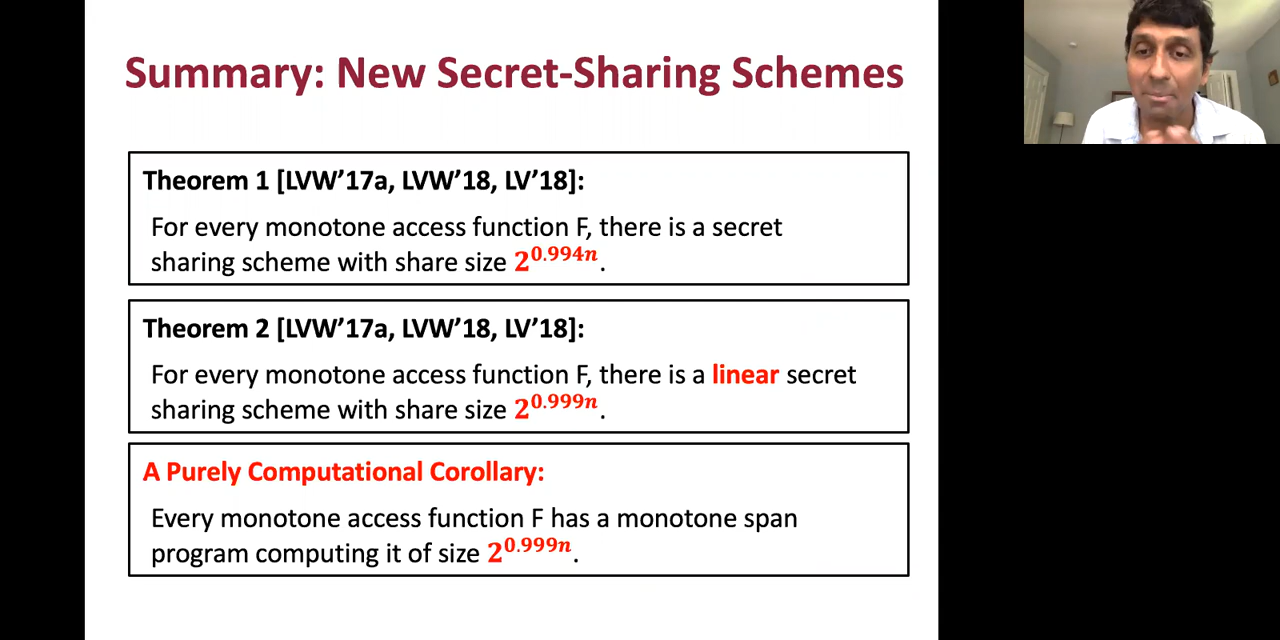 Summary: New Secret-Sharing Schemes
Theorem 1 [LVW’17a, LVW’18, LV’18]:
For every monotone access function F, there is a secret
sharing scheme with share size 2^0.994n.
Theorem 2 [LVW’17a, LVW’18, LV’18]:
For every monotone access function F, there is a linear secret
sharing scheme with share size 2^0.999n.
A Purely Computational Corollary:
Every monotone access function F has a monotone span
program computing it of size 2^0.999n.